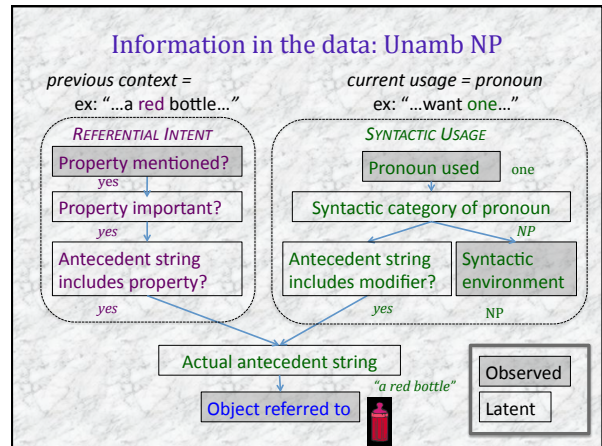 Information in the data: Unamb NP
previous context =
ex: “…a red bottle…”
current usage = pronoun
ex: “…want one…”
REFERENTIAL INTENT
Property mentioned?
yes
Property important?
yes
Antecedent string
includes property?
yes
SYNTACTIC USAGE
Pronoun used
one
Syntactic category of pronoun
NP
Antecedent string
includes modifier?
yes
Syntactic
environment
NP
Actual antecedent string
“a red bottle”
Object referred to
Observed
Latent